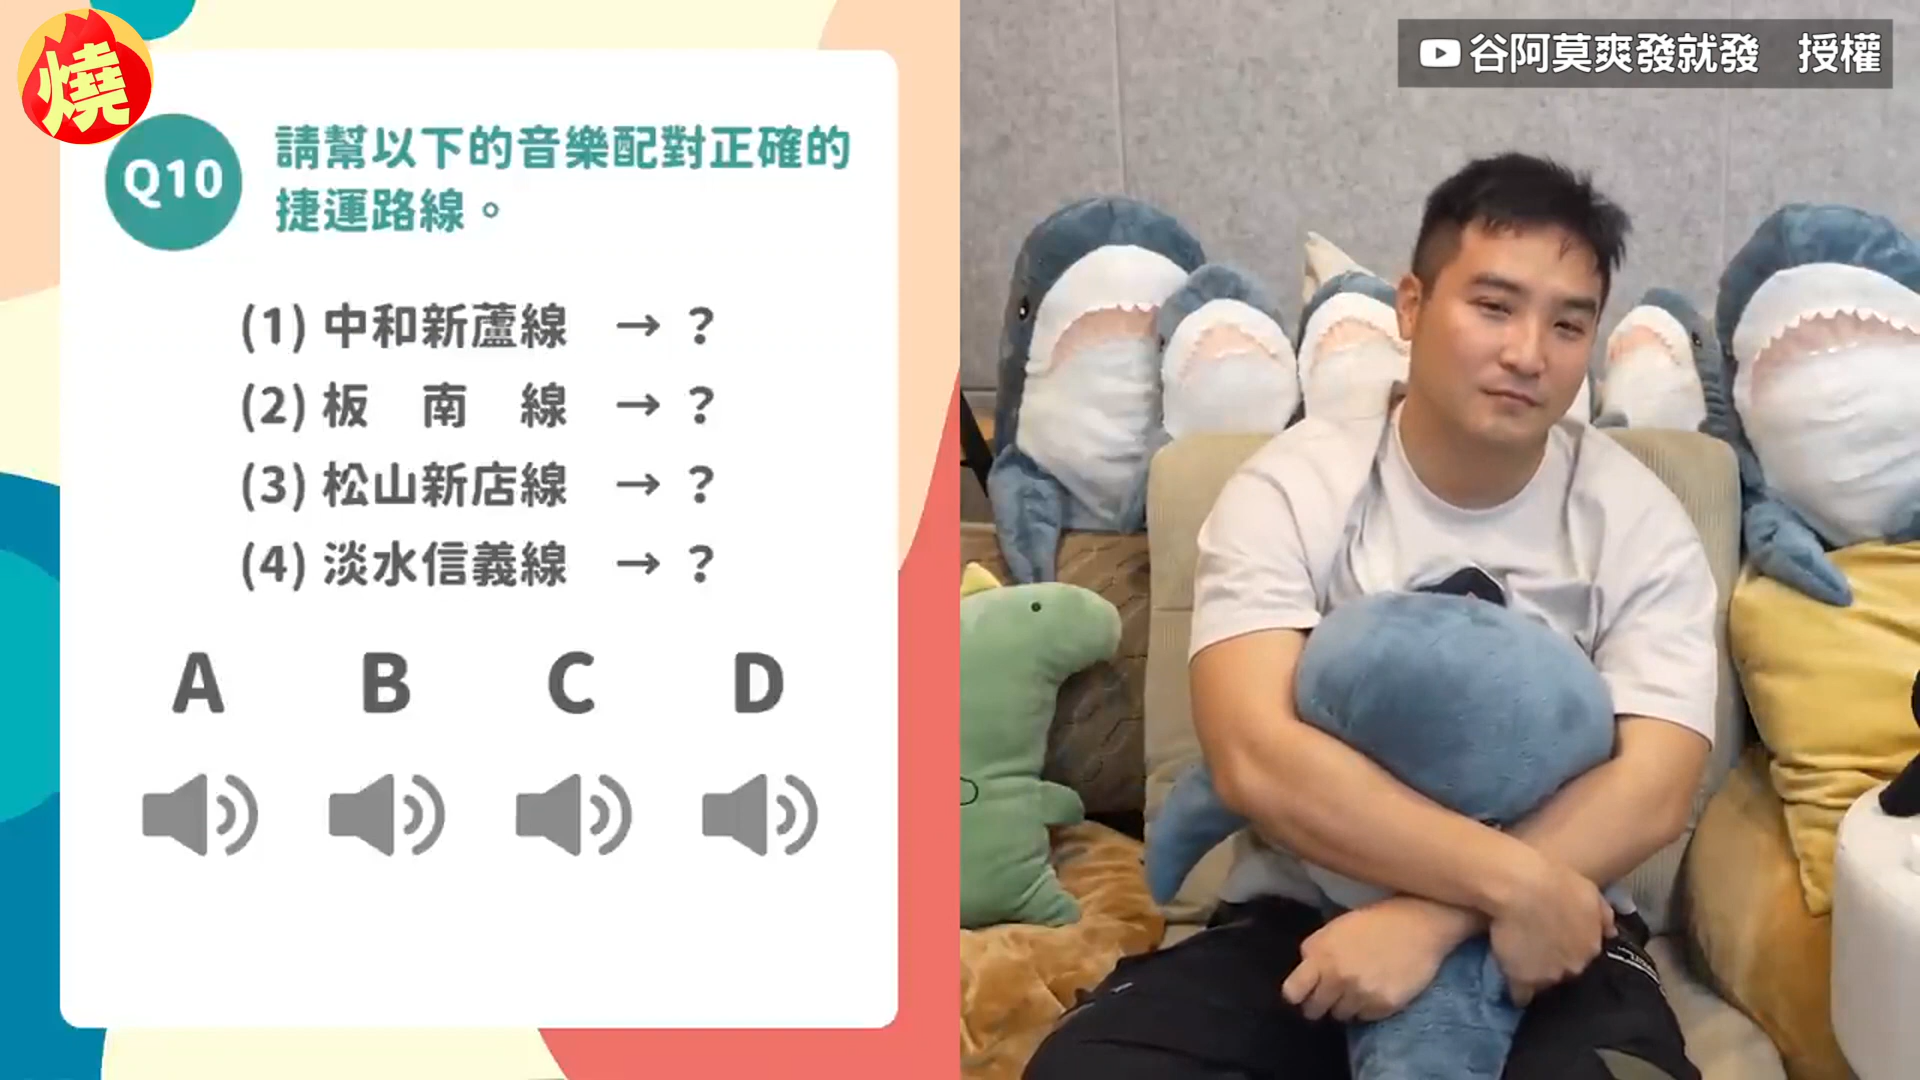 燒
谷阿莫爽發就發 授權
Q10
請幫以下的音樂配對正確的
捷運路線。
(1) 中和新蘆線 → ?
(2) 板 南 線 → ?
(3) 松山新店線 → ?
(4) 淡水信義線 → ?
A B C D